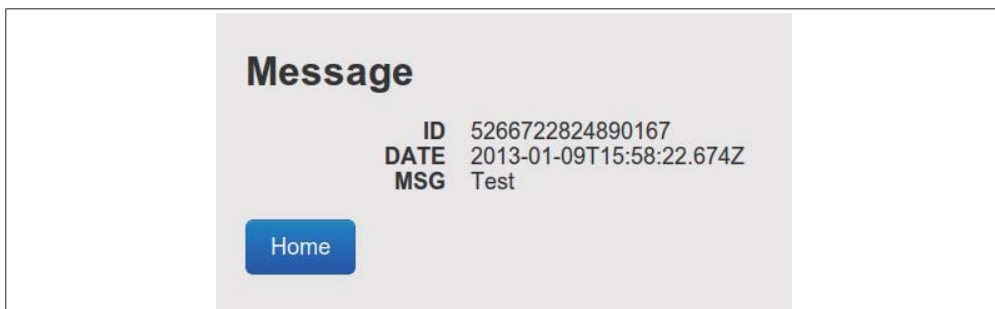 Message
ID 5266722824890167
DATE 2013-01-09T15:58:22.674Z
MSG Test
Home